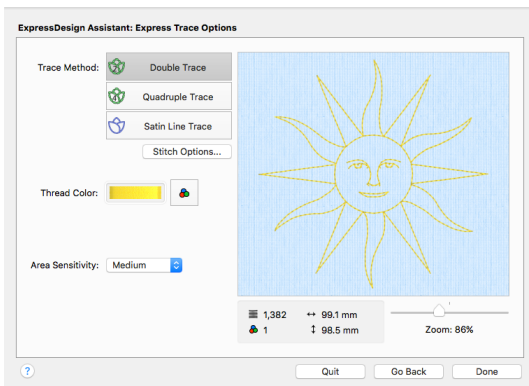 ExpressDesign Assistant: Express Trace Options
Trace Method:
Double Trace
Quadruple Trace
Satin Line Trace
Stitch Options...
Thread Color:
Area Sensitivity: Medium
1,382 ↔ 99.1 mm
1 ↕ 98.5 mm
Zoom: 86%
? Quit Go Back Done